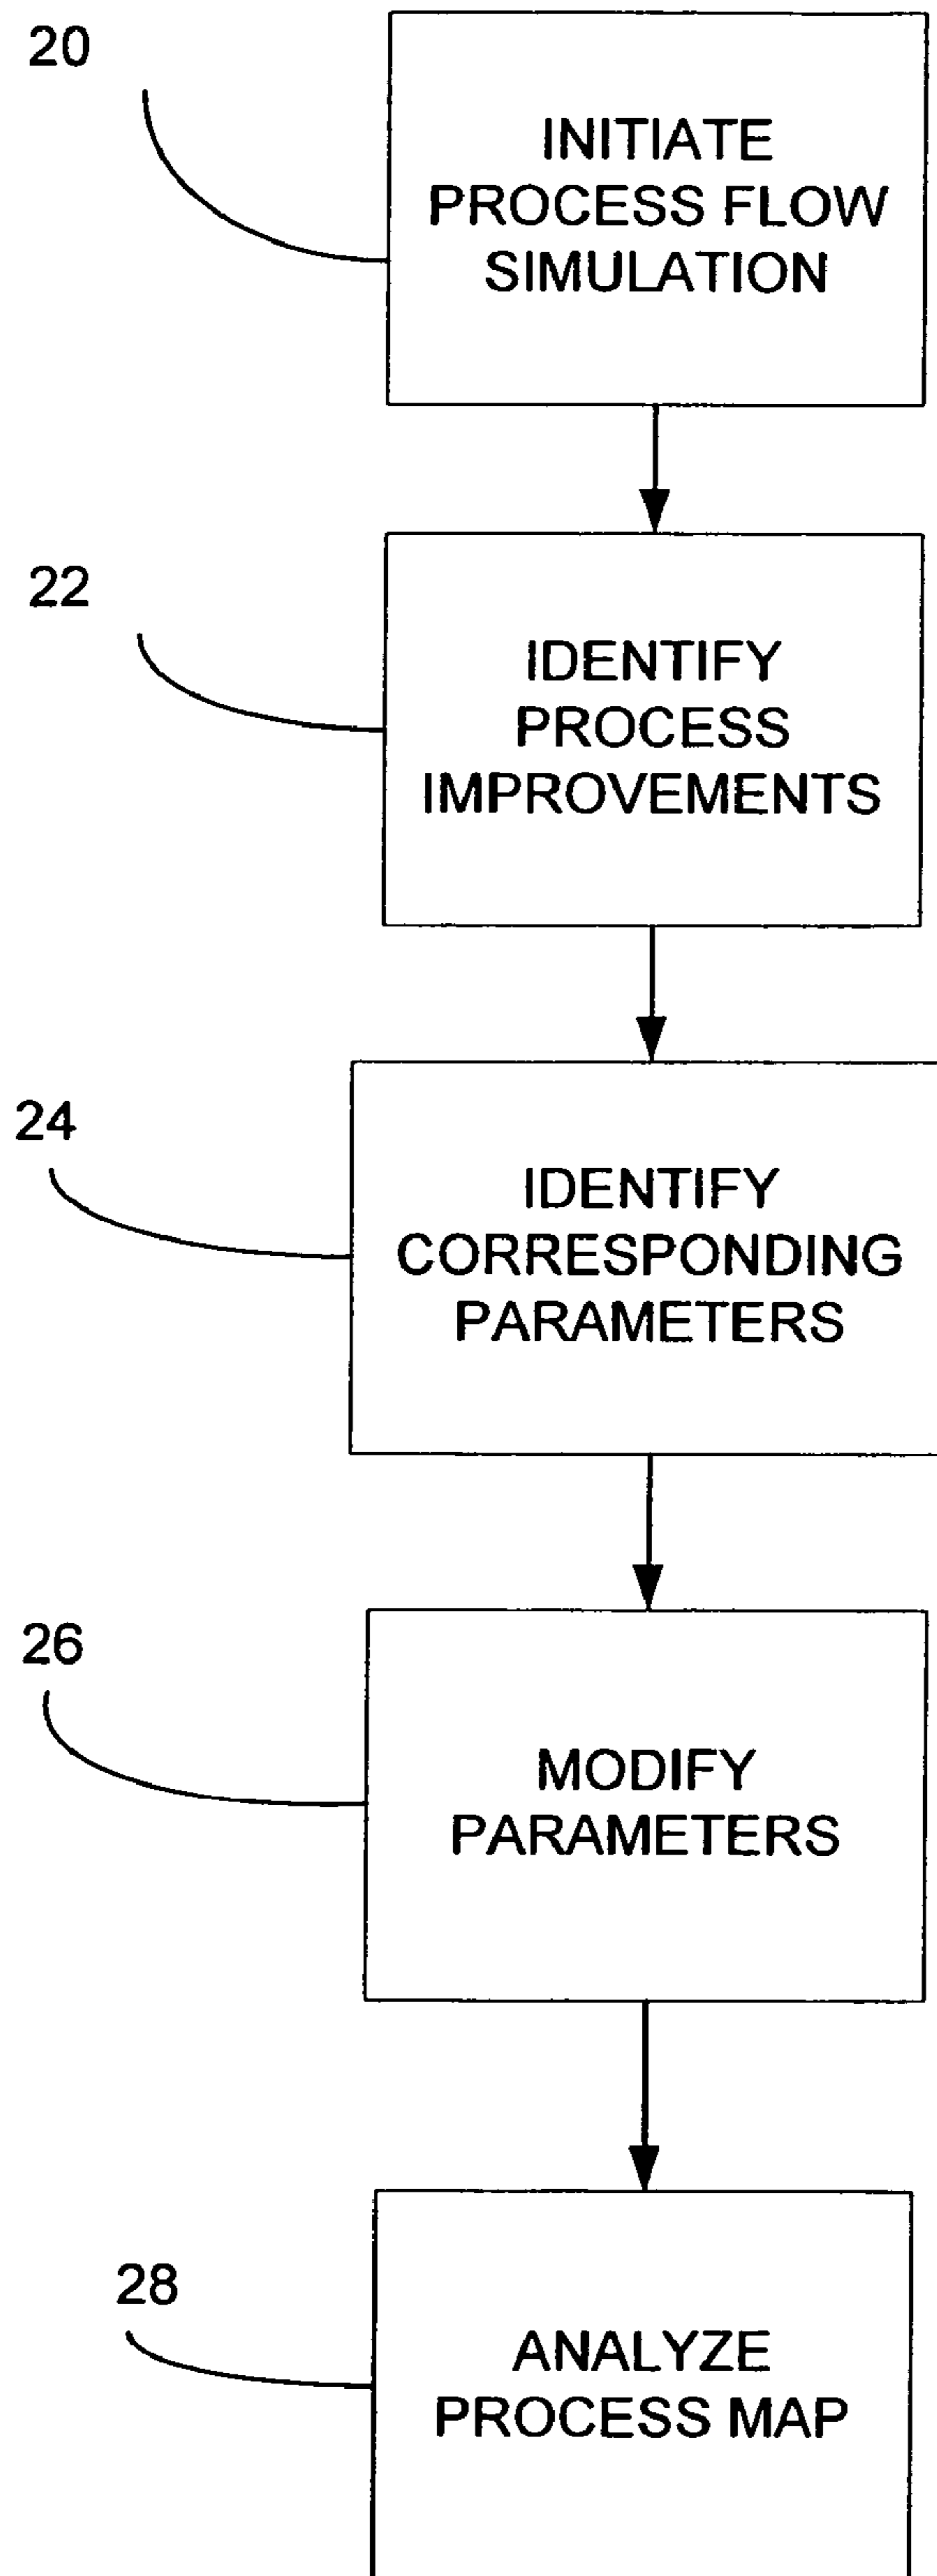 20
INITIATE
PROCESS FLOW
SIMULATION
22
IDENTIFY
PROCESS
IMPROVEMENTS
24
IDENTIFY
CORRESPONDING
PARAMETERS
26
MODIFY
PARAMETERS
28
ANALYZE
PROCESS MAP